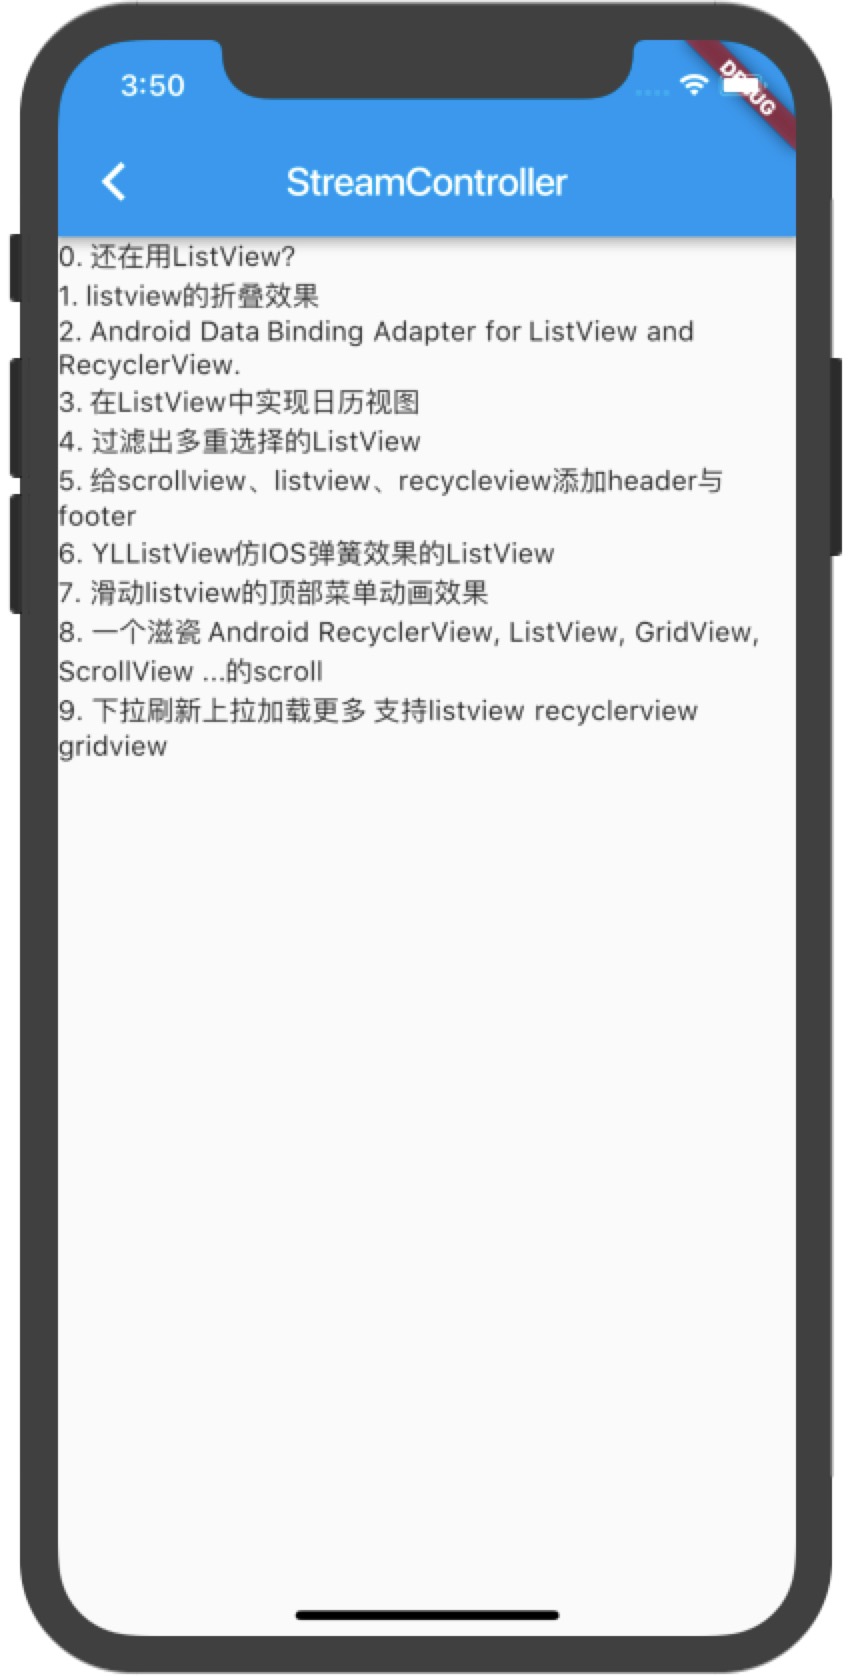 3:50
DEBUG
StreamController
0. 还在用ListView?
1. listview的折叠效果
2. Android Data Binding Adapter for ListView and
RecyclerView.
3. 在ListView中实现日历视图
4. 过滤出多重选择的ListView
5. 给scrollview、listview、recycleview添加header与
footer
6. YLListView仿IOS弹簧效果的ListView
7. 滑动listview的顶部菜单动画效果
8. 一个滋瓷 Android RecyclerView, ListView, GridView,
ScrollView ...的scroll
9. 下拉刷新上拉加载更多 支持listview recyclerview
gridview